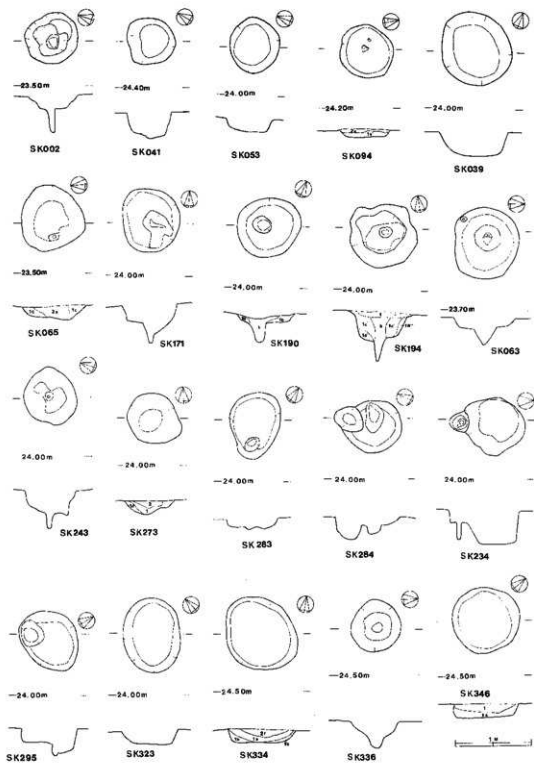 —23.50m
—24.40m
—24.00m
—24.20m
—24.00m
SK002
SK041
SK053
SK094
SK039
—23.50m
24.00m
—24.00m
—24.00m
—23.70m
SK065
SK171
SK190
SK194
SK063
24.00m
—24.00m
—24.00m
—24.00m
24.00m
SK243
SK273
SK263
SK284
SK234
—24.00m
—24.00m
—24.50m
—24.50m
—24.50m
SK346
SK295
SK323
SK334
SK336
1m